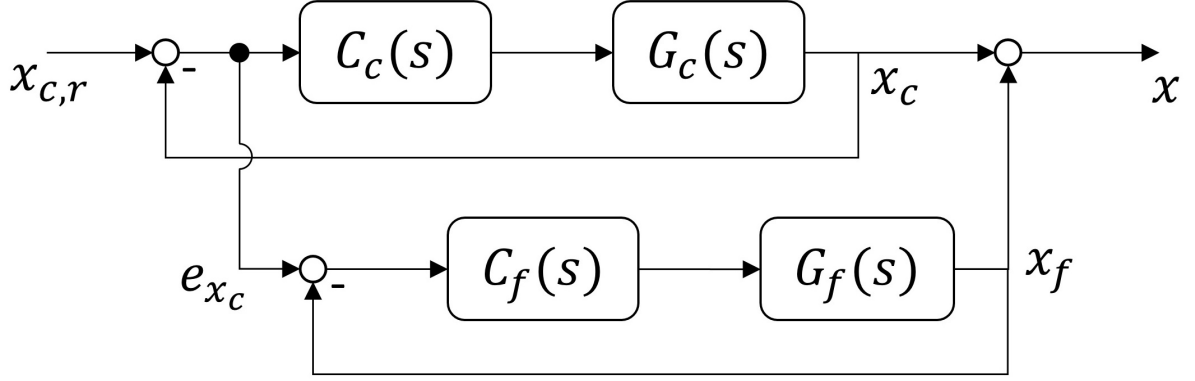 C_c(s)
G_c(s)
-
x_{c,r}
x_c
x
C_f(s)
G_f(s)
x_f
e_{x_c}
-